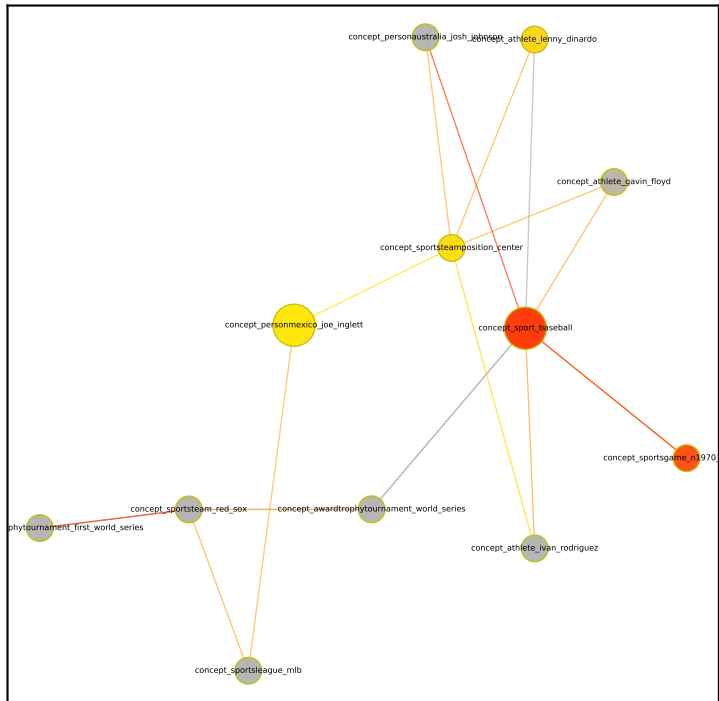 concept_personaustralia_josh_johnson
concept_athlete_lenny_dinardo
concept_athlete_gavin_floyd
concept_sportsteamposition_center
concept_personmexico_joe_inglett
concept_sport_baseball
concept_sportsgame_n1970_
concept_sportsteam_red_sox
concept_awardtrophytournament_world_series
phytournament_first_world_series
concept_athlete_ivan_rodriguez
concept_sportsleague_mlb